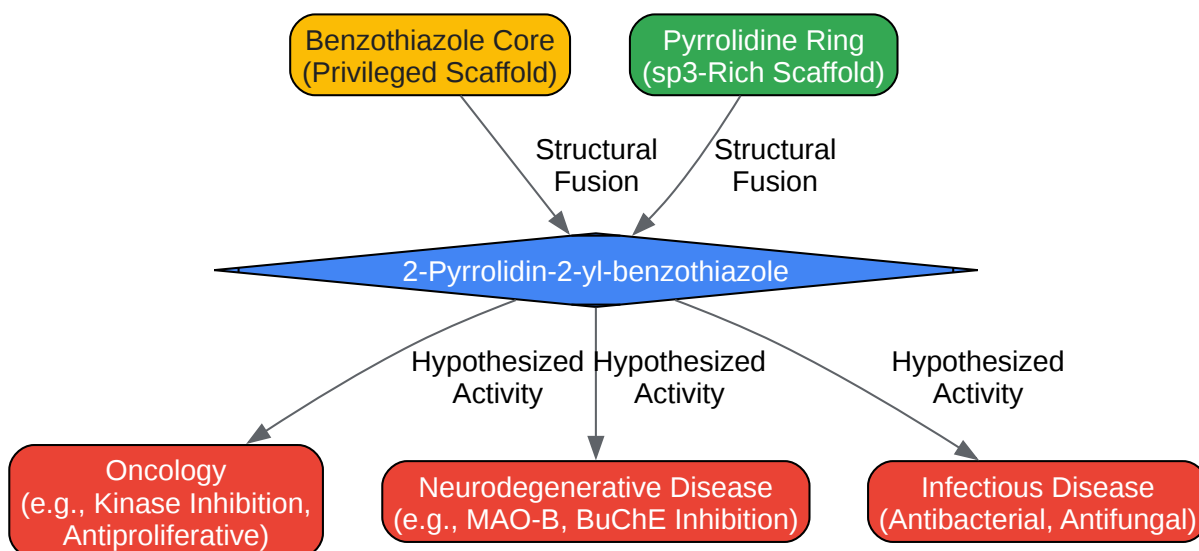 Benzothiazole Core
(Privileged Scaffold)
Pyrrolidine Ring
(sp3-Rich Scaffold)
Structural
Fusion
Structural
Fusion
2-Pyrrolidin-2-yl-benzothiazole
Hypothesized
Activity
Hypothesized
Activity
Hypothesized
Activity
Oncology
(e.g., Kinase Inhibition,
Antiproliferative)
Neurodegenerative Disease
(e.g., MAO-B, BuChE Inhibition)
Infectious Disease
(Antibacterial, Antifungal)